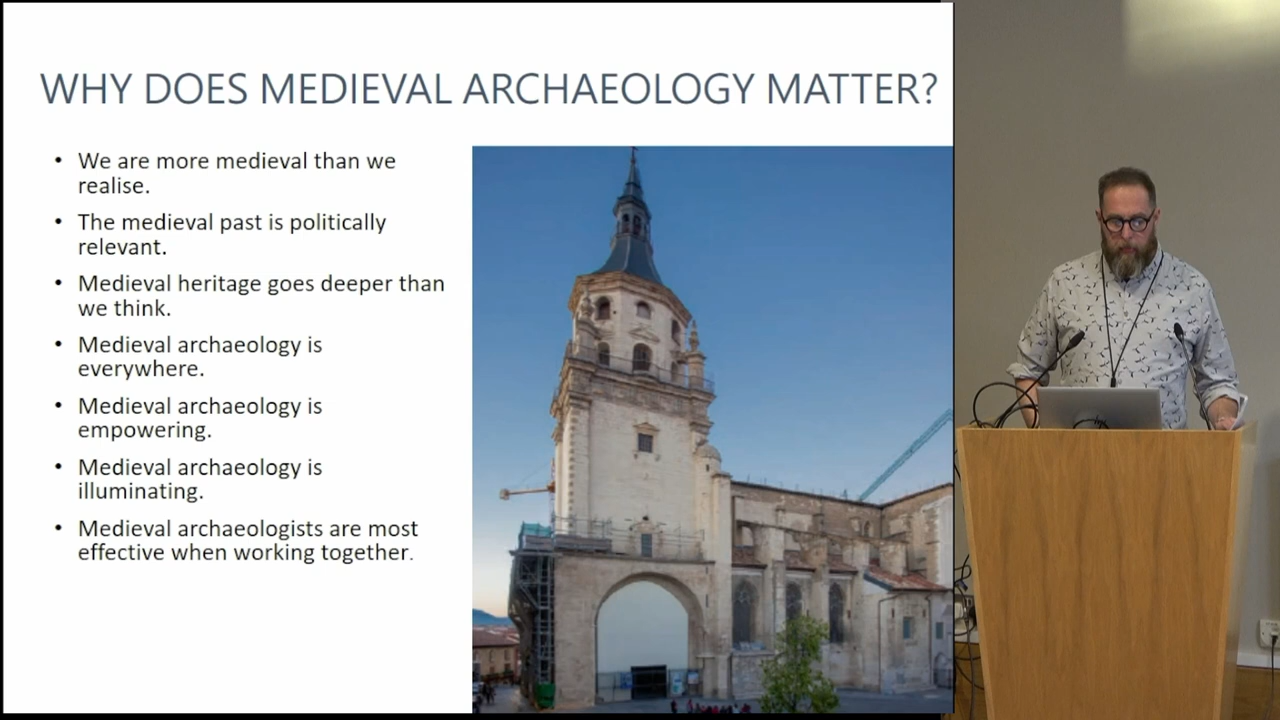 WHY DOES MEDIEVAL ARCHAEOLOGY MATTER?
• We are more medieval than we
realise.
• The medieval past is politically
relevant.
• Medieval heritage goes deeper than
we think.
• Medieval archaeology is
everywhere.
• Medieval archaeology is
empowering.
• Medieval archaeology is
illuminating.
• Medieval archaeologists are most
effective when working together.